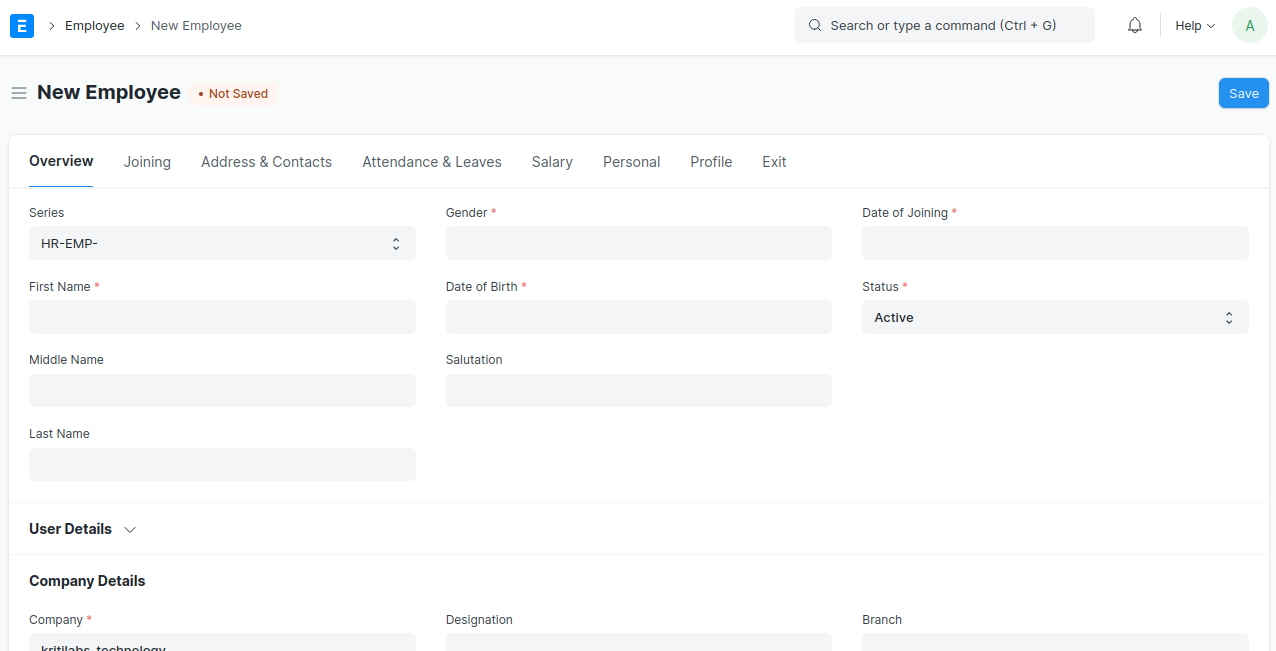 E > Employee > New Employee Search or type a command (Ctrl + G) Help A
New Employee • Not Saved Save
Overview Joining Address & Contacts Attendance & Leaves Salary Personal Profile Exit
Series Gender * Date of Joining *
HR-EMP-
First Name * Date of Birth * Status *
Active
Middle Name Salutation
Last Name
User Details
Company Details
Company * Designation Branch
kritilabs technology